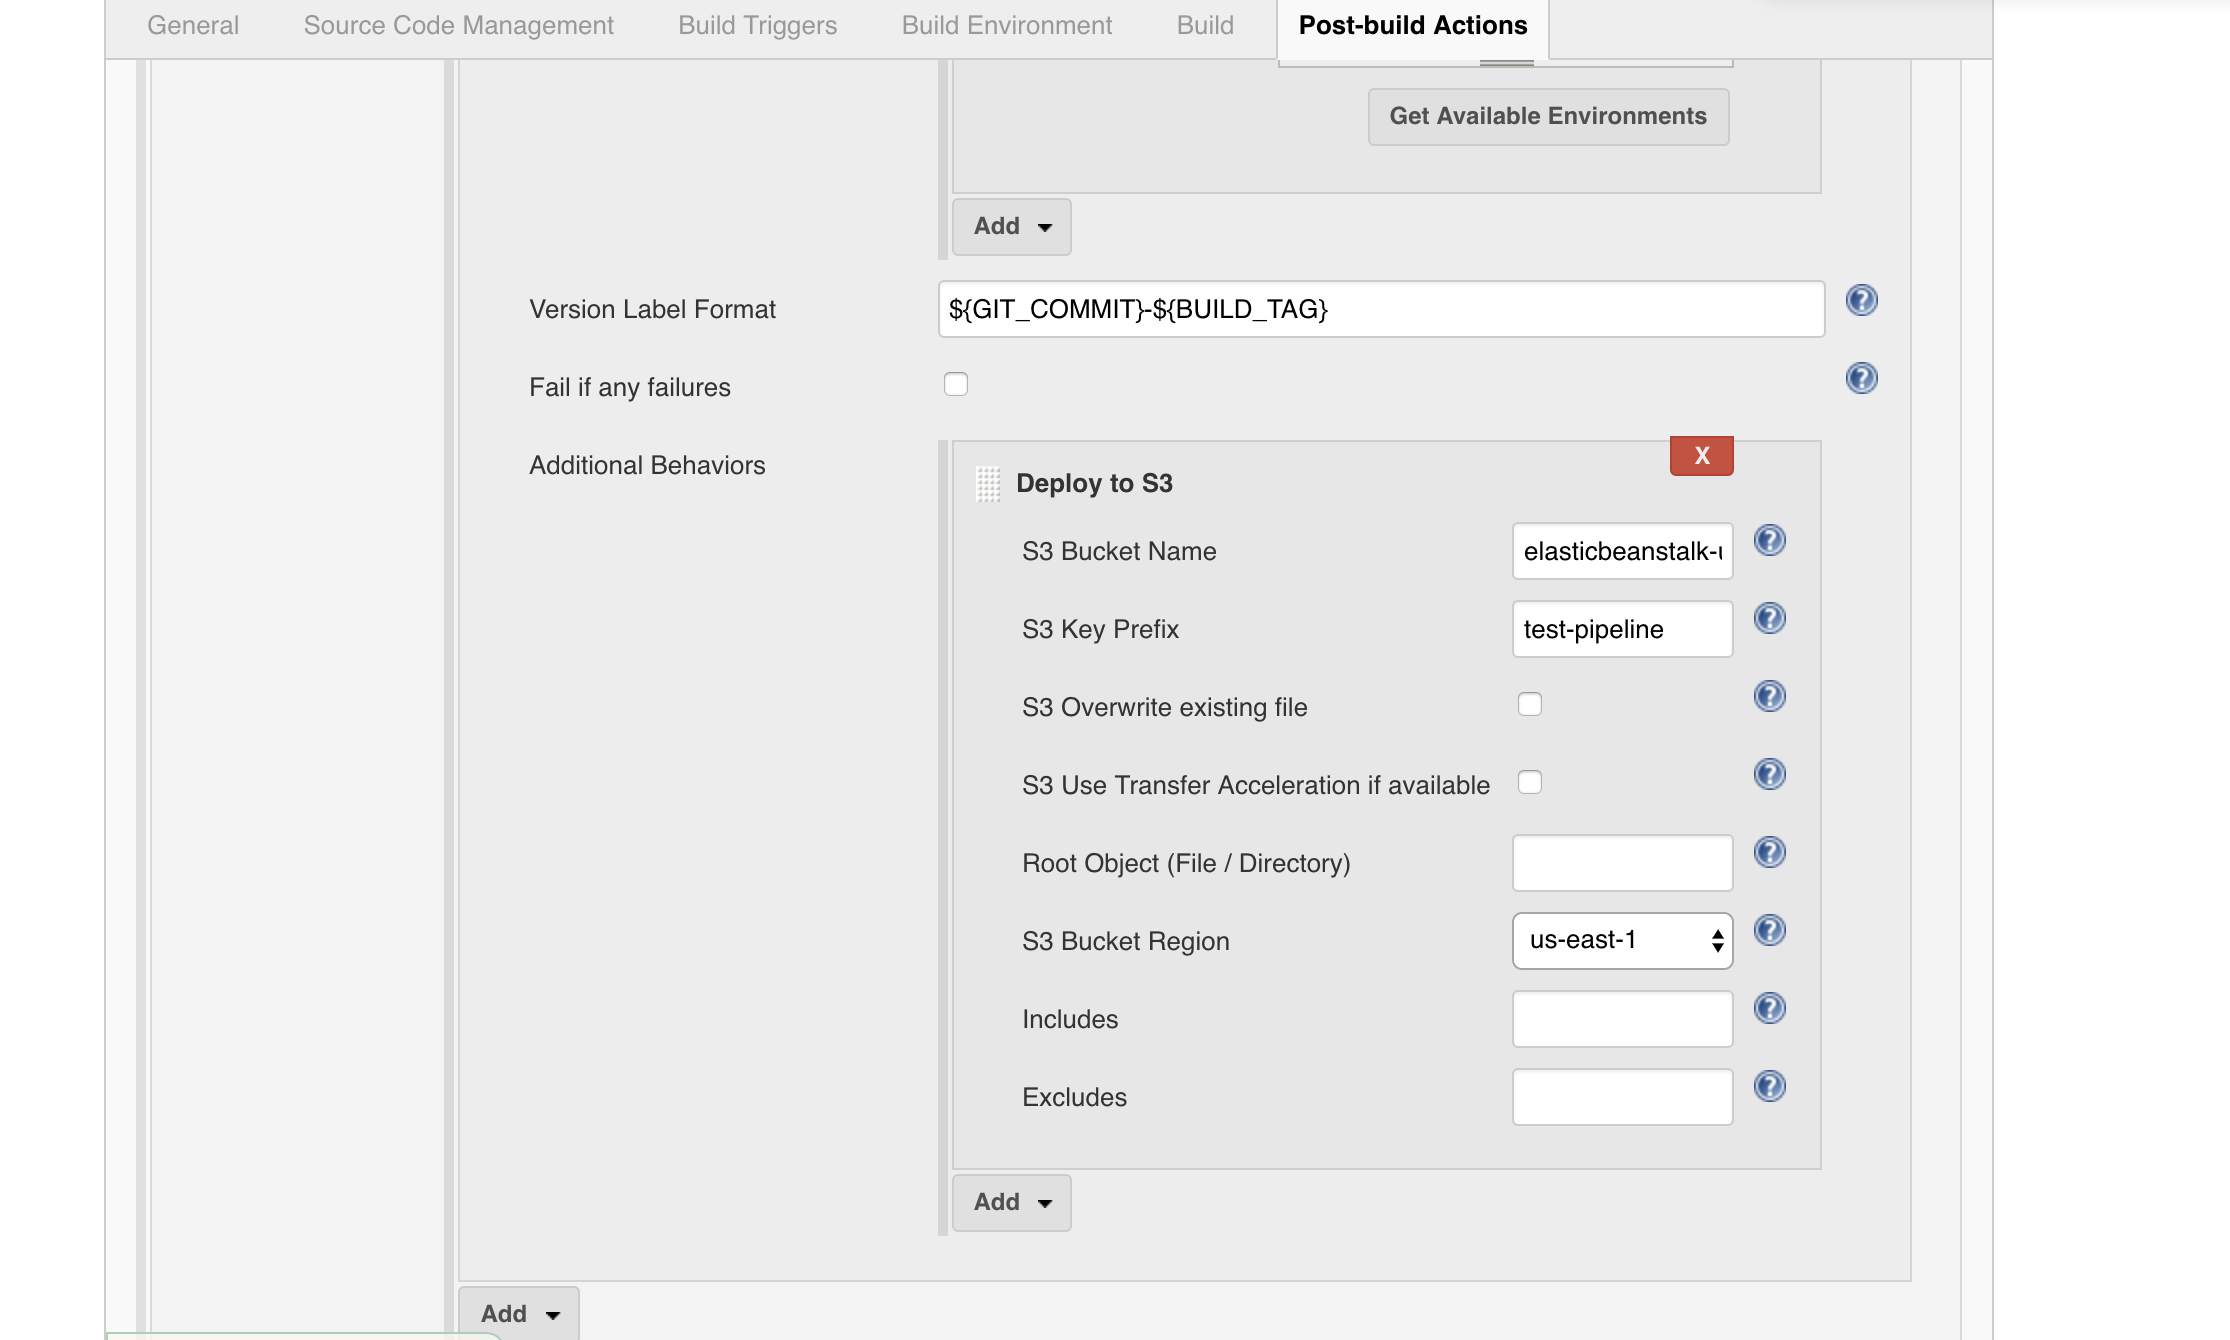 General Source Code Management Build Triggers Build Environment Build Post-build Actions
Get Available Environments
Add
Version Label Format ${GIT_COMMIT}-${BUILD_TAG}
Fail if any failures
Additional Behaviors
X
Deploy to S3
S3 Bucket Name elasticbeanstalk-
S3 Key Prefix test-pipeline
S3 Overwrite existing file
S3 Use Transfer Acceleration if available
Root Object (File / Directory)
S3 Bucket Region us-east-1
Includes
Excludes
Add
Add